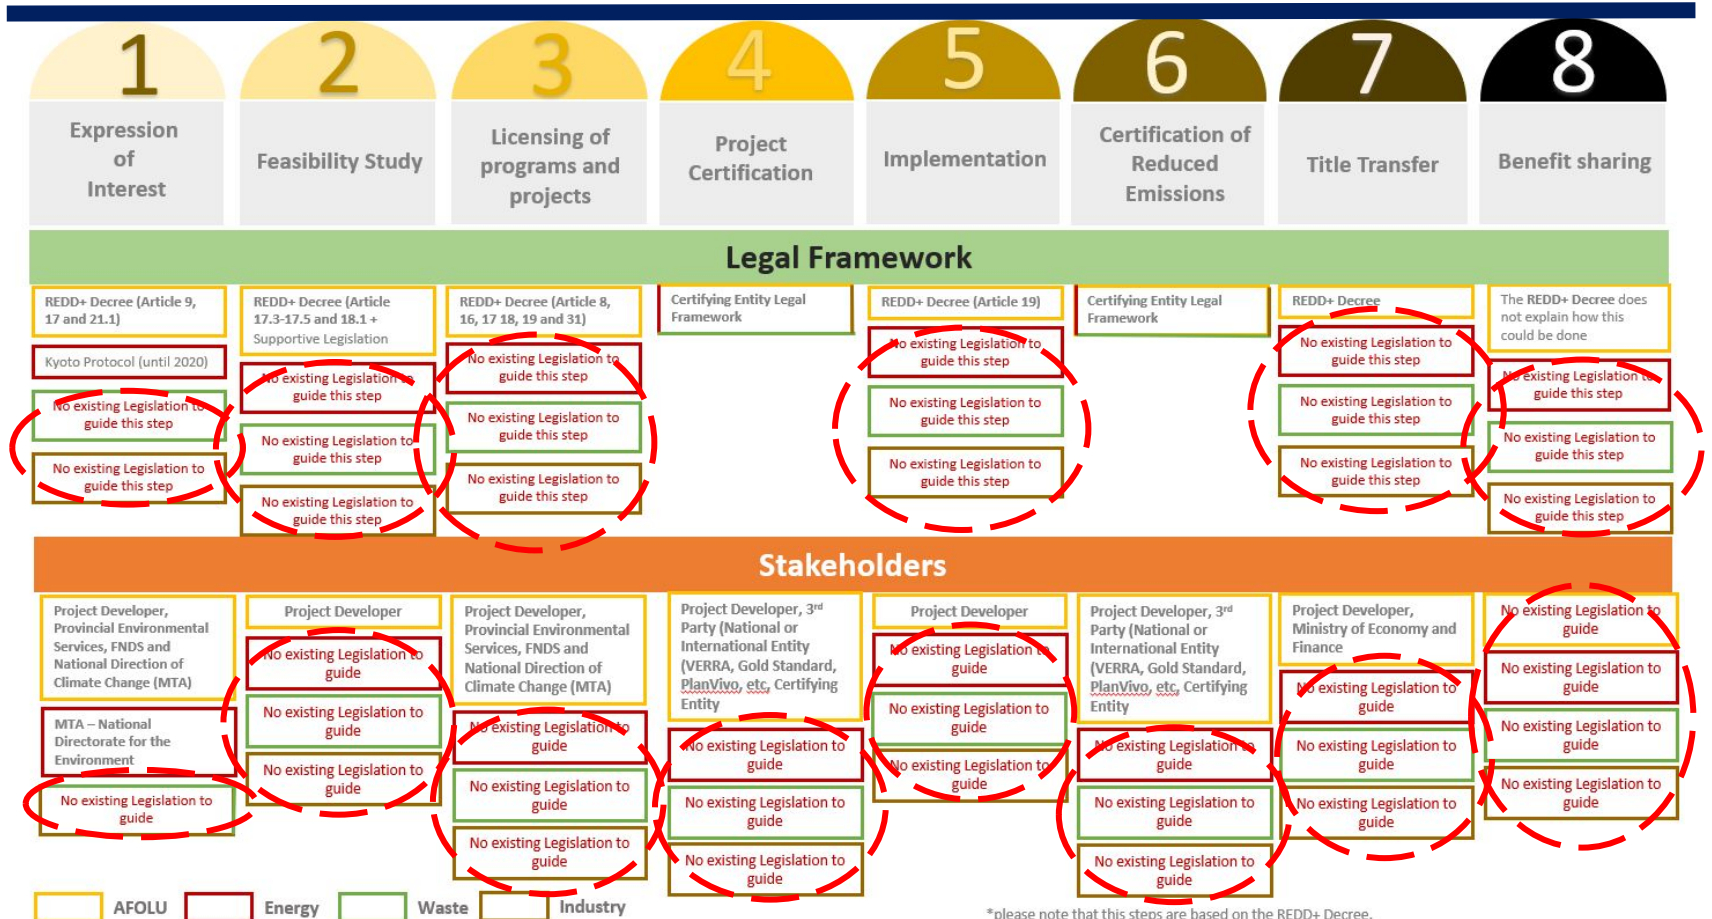 1
Expression
of
Interest
2
Feasibility Study
3
Licensing of
programs and
projects
4
Project
Certification
5
Implementation
6
Certification of
Reduced
Emissions
7
Title Transfer
8
Benefit sharing
Legal Framework
REDD+ Decree (Article 9,
17 and 21.1)
Kyoto Protocol (until 2020)
No existing Legislation to
guide this step
No existing Legislation to
guide this step
REDD+ Decree (Article
17.3-17.5 and 18.1 +
Supportive Legislation
No existing Legislation to
guide this step
No existing Legislation to
guide this step
No existing Legislation to
guide this step
REDD+ Decree (Article 8,
16, 17 18, 19 and 31)
No existing Legislation to
guide this step
No existing Legislation to
guide this step
No existing Legislation to
guide this step
Certifying Entity Legal
Framework
REDD+ Decree (Article 19)
No existing Legislation to
guide this step
No existing Legislation to
guide this step
No existing Legislation to
guide this step
Certifying Entity Legal
Framework
REDD+ Decree
No existing Legislation to
guide this step
No existing Legislation to
guide this step
No existing Legislation to
guide this step
The REDD+ Decree does
not explain how this
could be done
No existing Legislation to
guide this step
No existing Legislation to
guide this step
No existing Legislation to
guide this step
Stakeholders
Project Developer,
Provincial Environmental
Services, FNDS and
National Direction of
Climate Change (MTA)
MTA – National
Directorate for the
Environment
No existing Legislation to
guide
Project Developer
No existing Legislation to
guide
No existing Legislation to
guide
No existing Legislation to
guide
Project Developer,
Provincial Environmental
Services, FNDS and
National Direction of
Climate Change (MTA)
No existing Legislation to
guide
No existing Legislation to
guide
No existing Legislation to
guide
Project Developer, 3rd
Party (National or
International Entity
(VERRA, Gold Standard,
PlanVivo, etc, Certifying
Entity
No existing Legislation to
guide
No existing Legislation to
guide
No existing Legislation to
guide
Project Developer
No existing Legislation to
guide
No existing Legislation to
guide
No existing Legislation to
guide
Project Developer, 3rd
Party (National or
International Entity
(VERRA, Gold Standard,
PlanVivo, etc, Certifying
Entity
No existing Legislation to
guide
No existing Legislation to
guide
No existing Legislation to
guide
Project Developer,
Ministry of Economy and
Finance
No existing Legislation to
guide
No existing Legislation to
guide
No existing Legislation to
guide
No existing Legislation to
guide
No existing Legislation to
guide
No existing Legislation to
guide
No existing Legislation to
guide
AFOLU
Energy
Waste
Industry
*please note that this steps are based on the REDD+ Decree.